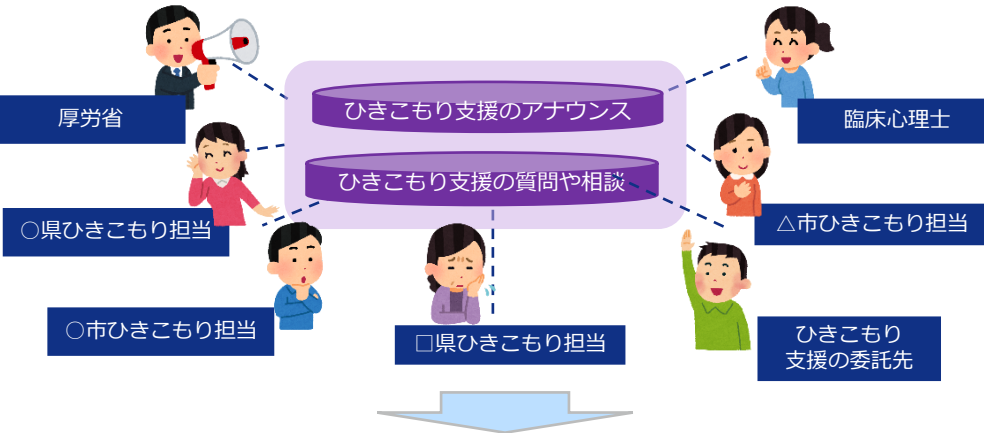 ひきこもり支援のアナウンス
厚労省
臨床心理士
ひきこもり支援の質問や相談
○県ひきこもり担当
△市ひきこもり担当
○市ひきこもり担当
□県ひきこもり担当
ひきこもり
支援の委託先